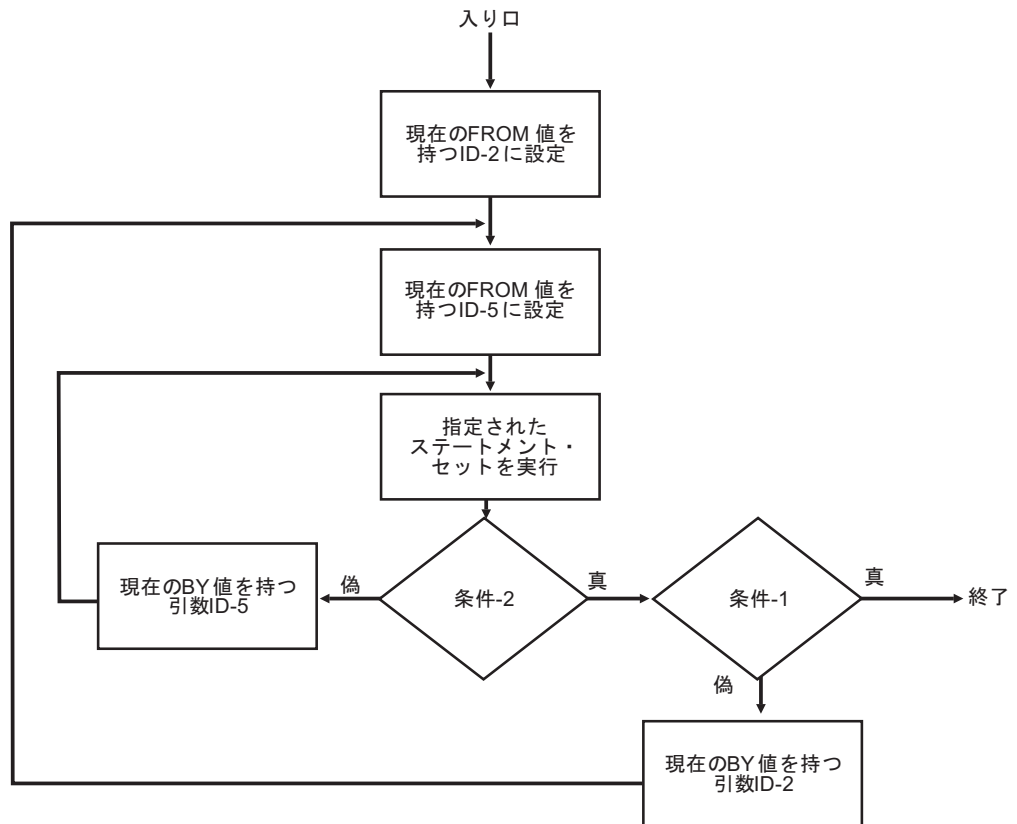 入り口
現在のFROM 値を
持つID-2に設定
現在のFROM 値を
持つID-5に設定
指定された
ステートメント・
セットを実行
現在のBY値を持つ
引数ID-5
偽
条件-2
真
条件-1
真
終了
偽
現在のBY値を持つ
引数ID-2